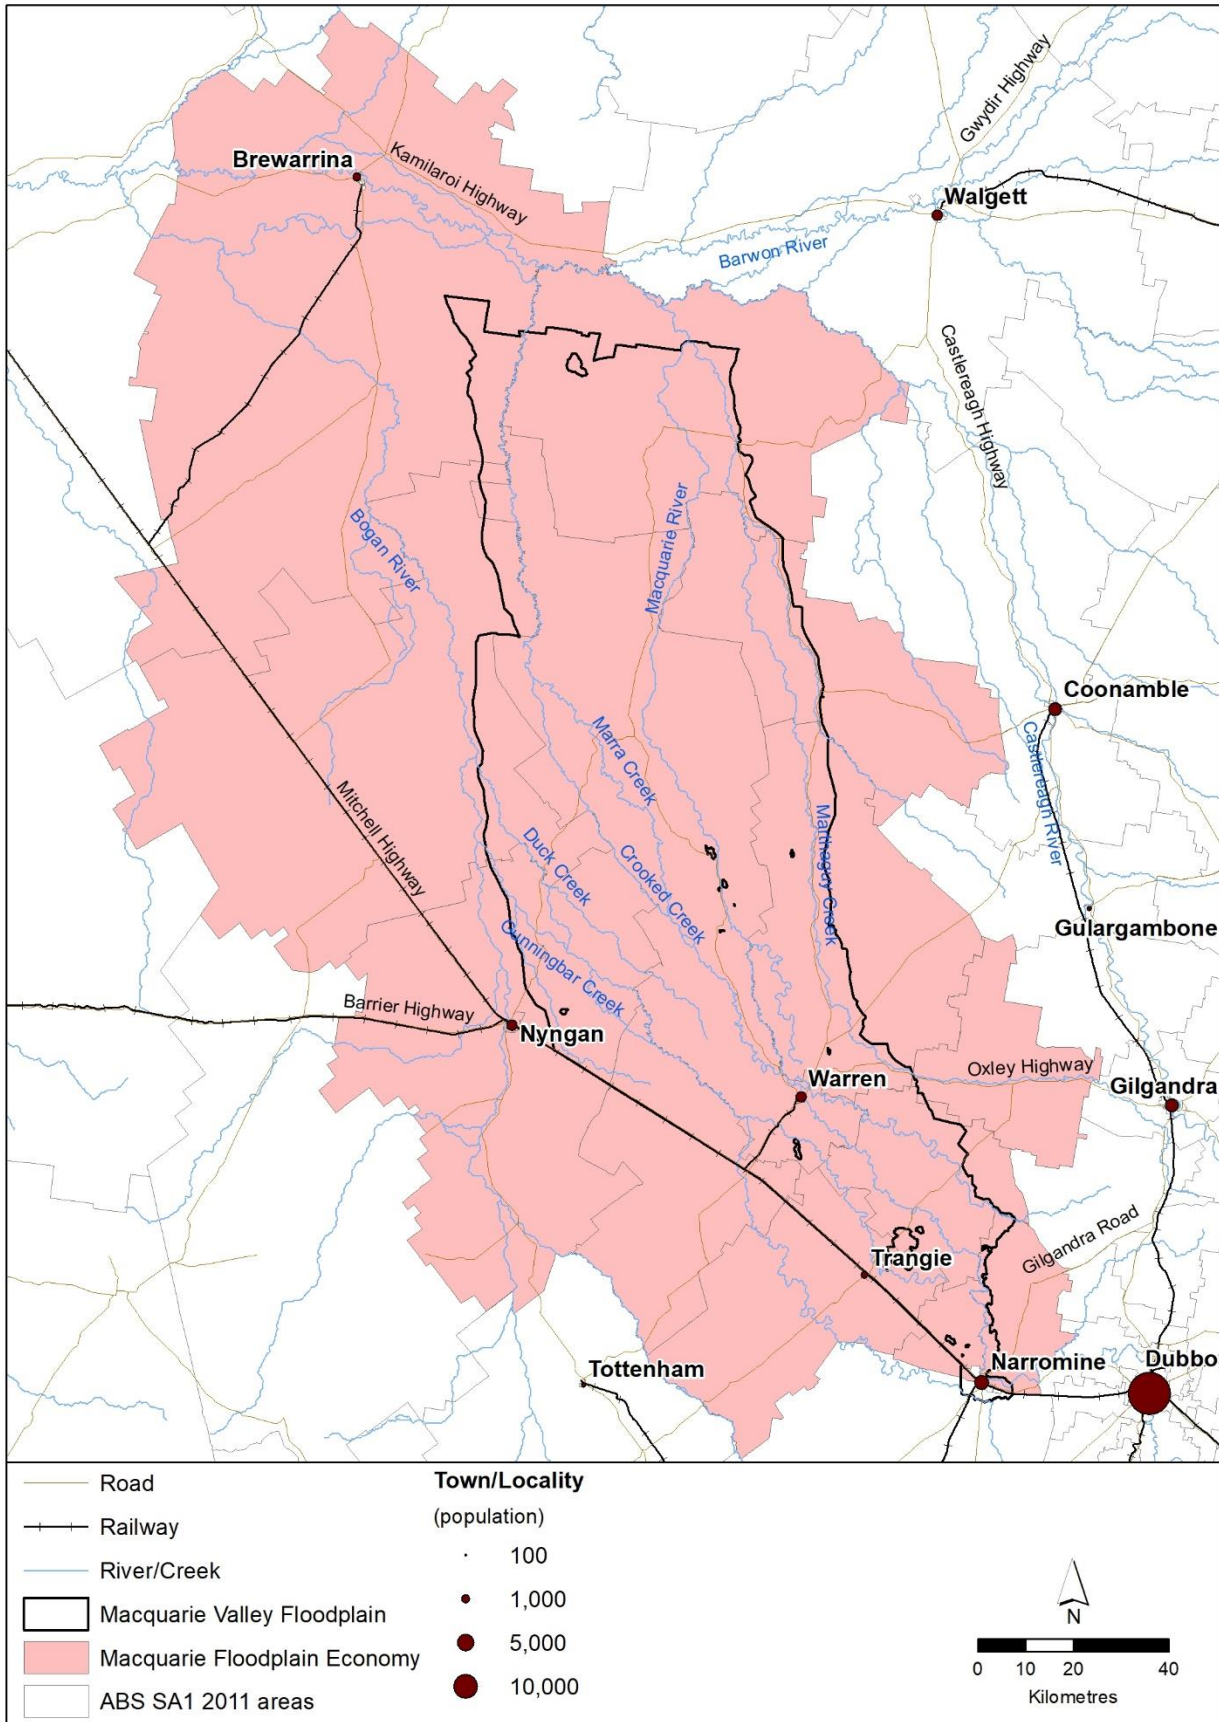 Gwydir Highway
Brewarrina
Kamilaroi Highway
Walgett
Barwon River
Castlereagh Highway
Bogan River
Macquarie River
Coonamble
Marra Creek
Castlereagh River
Mitchell Highway
Duck Creek
Crooked Creek
Marthaguy Creek
Gulargambone
Gunningbar Creek
Barrier Highway
Nyngan
Oxley Highway
Warren
Gilgandra
Gilgandra Road
Trangie
Tottenham
Narromine
Dubbo
Road
Railway
River/Creek
Macquarie Valley Floodplain
Macquarie Floodplain Economy
ABS SA1 2011 areas
Town/Locality
(population)
100
1,000
5,000
10,000
N
0 10 20 40
Kilometres